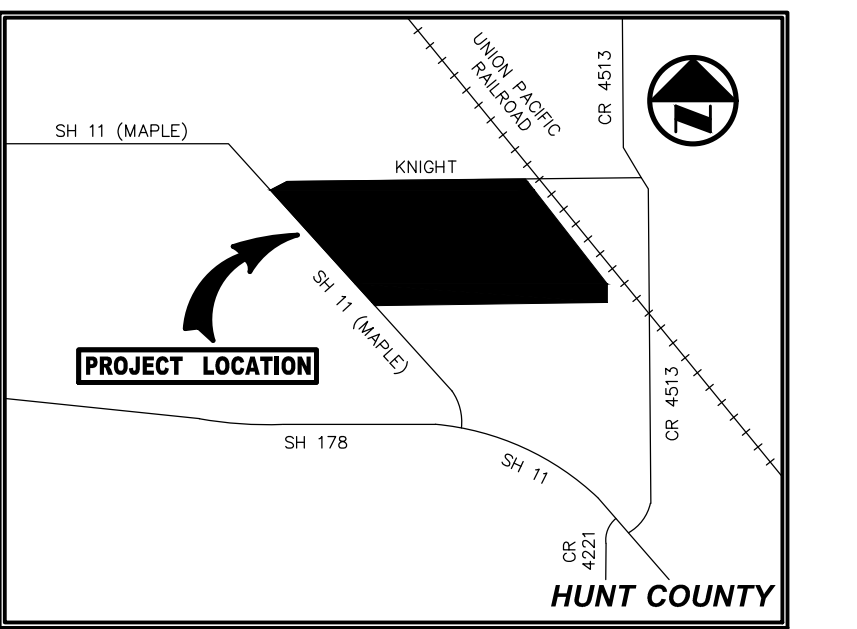 UNION PACIFIC
RAILROAD
CR 4513
N
SH 11 (MAPLE)
KNIGHT
SH 11 (MAPLE)
PROJECT LOCATION
CR 4513
SH 178
SH 11
CR
4221
HUNT COUNTY